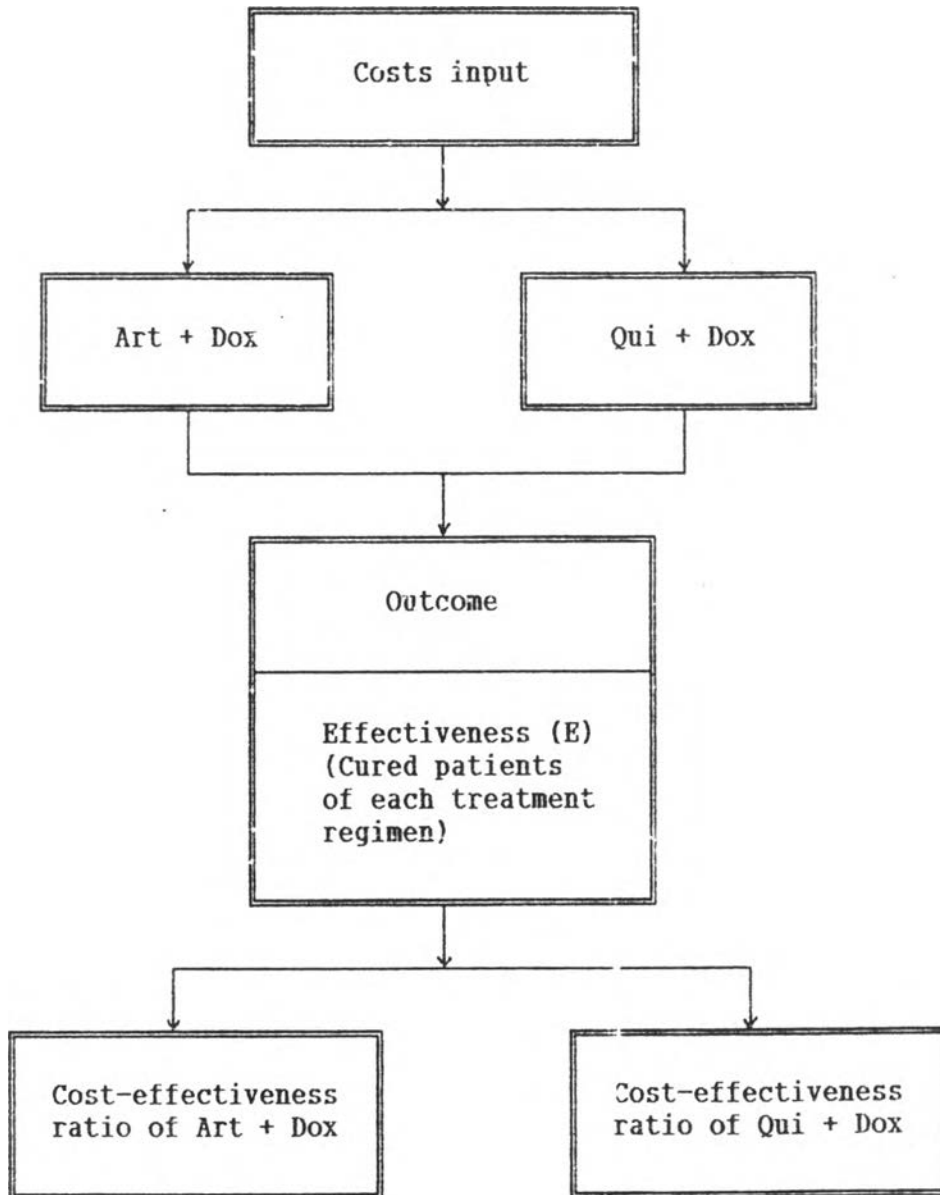 Costs input
Art + Dox
Qui + Dox
Outcome
Effectiveness (E)
(Cured patients
of each treatment
regimen)
Cost-effectiveness
ratio of Art + Dox
Cost-effectiveness
ratio of Qui + Dox